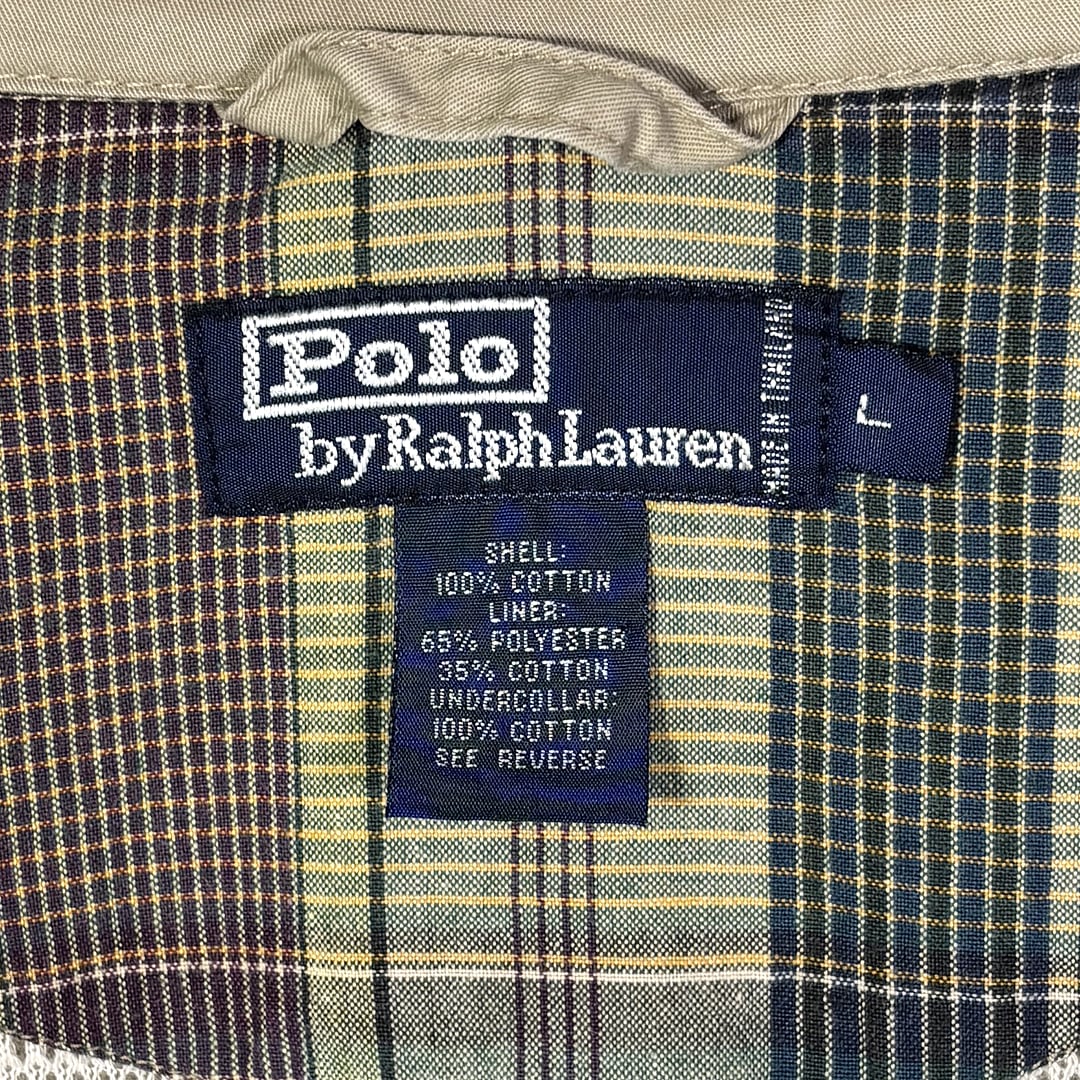 Polo
by Ralph Lauren
MADE IN THAILAND
L
SHELL:
100% COTTON
LINER:
65% POLYESTER
35% COTTON
UNDERCOLLAR:
100% COTTON
SEE REVERSE